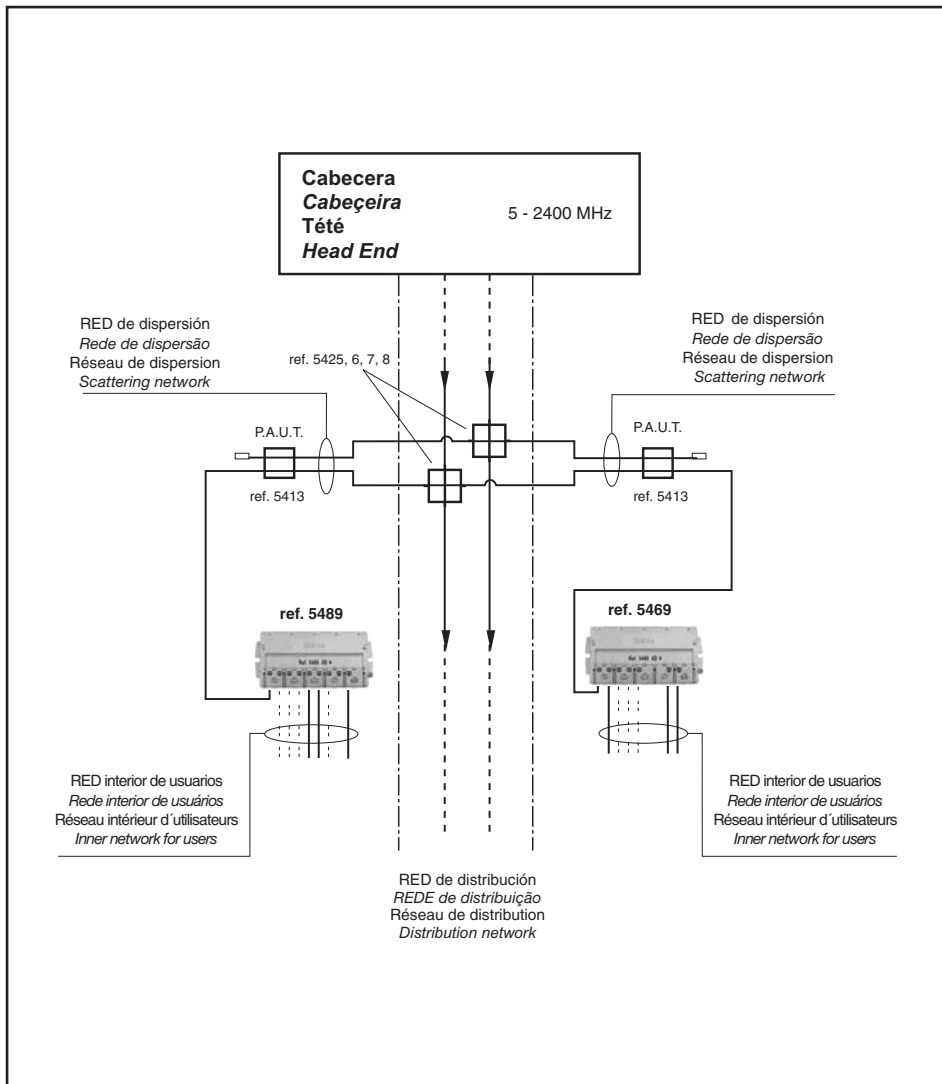 Cabecera
Cabeçeira
Tété
Head End
5 - 2400 MHz
RED de dispersión
Rede de dispersão
Réseau de dispersion
Scattering network
ref. 5425, 6, 7, 8
RED de dispersión
Rede de dispersão
Réseau de dispersion
Scattering network
P.A.U.T.
ref. 5413
P.A.U.T.
ref. 5413
ref. 5489
ref. 5469
RED interior de usuarios
Rede interior de usuários
Réseau intérieur d´utilisateurs
Inner network for users
RED interior de usuarios
Rede interior de usuários
Réseau intérieur d´utilisateurs
Inner network for users
RED de distribución
REDE de distribuição
Réseau de distribution
Distribution network